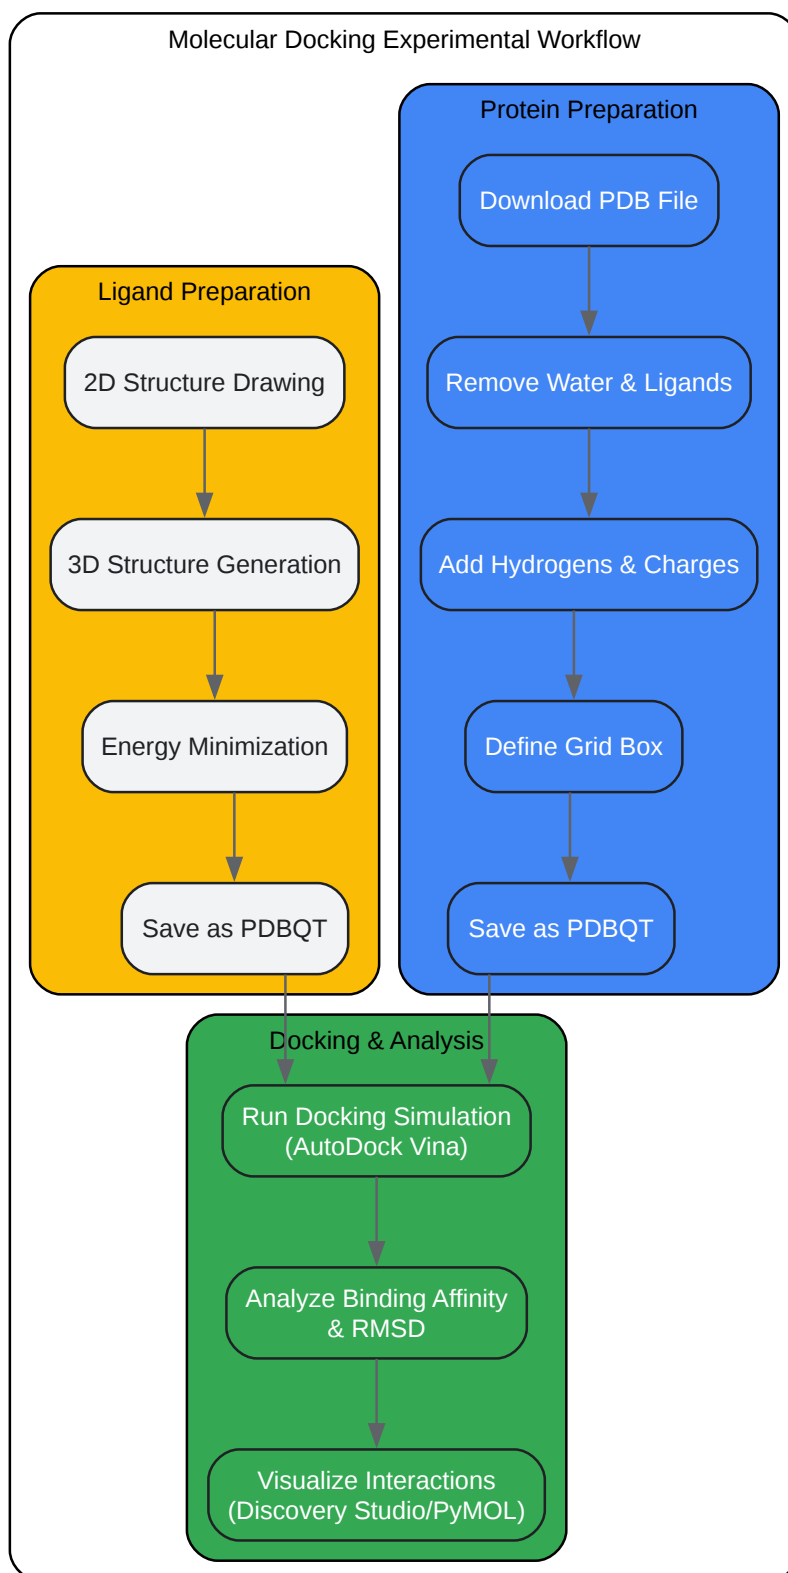 Molecular Docking Experimental Workflow
Protein Preparation
Download PDB File
Remove Water & Ligands
Add Hydrogens & Charges
Define Grid Box
Save as PDBQT
Ligand Preparation
2D Structure Drawing
3D Structure Generation
Energy Minimization
Save as PDBQT
Docking & Analysis
Run Docking Simulation
(AutoDock Vina)
Analyze Binding Affinity
& RMSD
Visualize Interactions
(Discovery Studio/PyMOL)